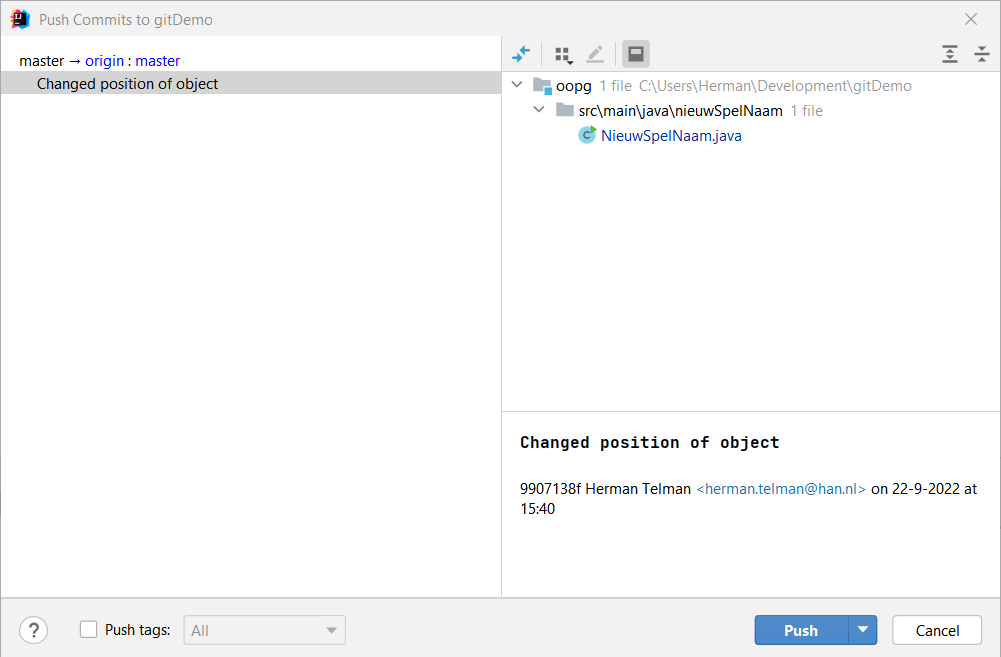 Push Commits to gitDemo
master → origin : master
Changed position of object
oopg 1 file C:\Users\Herman\Development\gitDemo
src\main\java\nieuwSpelNaam 1 file
NieuwSpelNaam.java
Changed position of object
9907138f Herman Telman <herman.telman@han.nl> on 22-9-2022 at
15:40
? Push tags: All Push Cancel